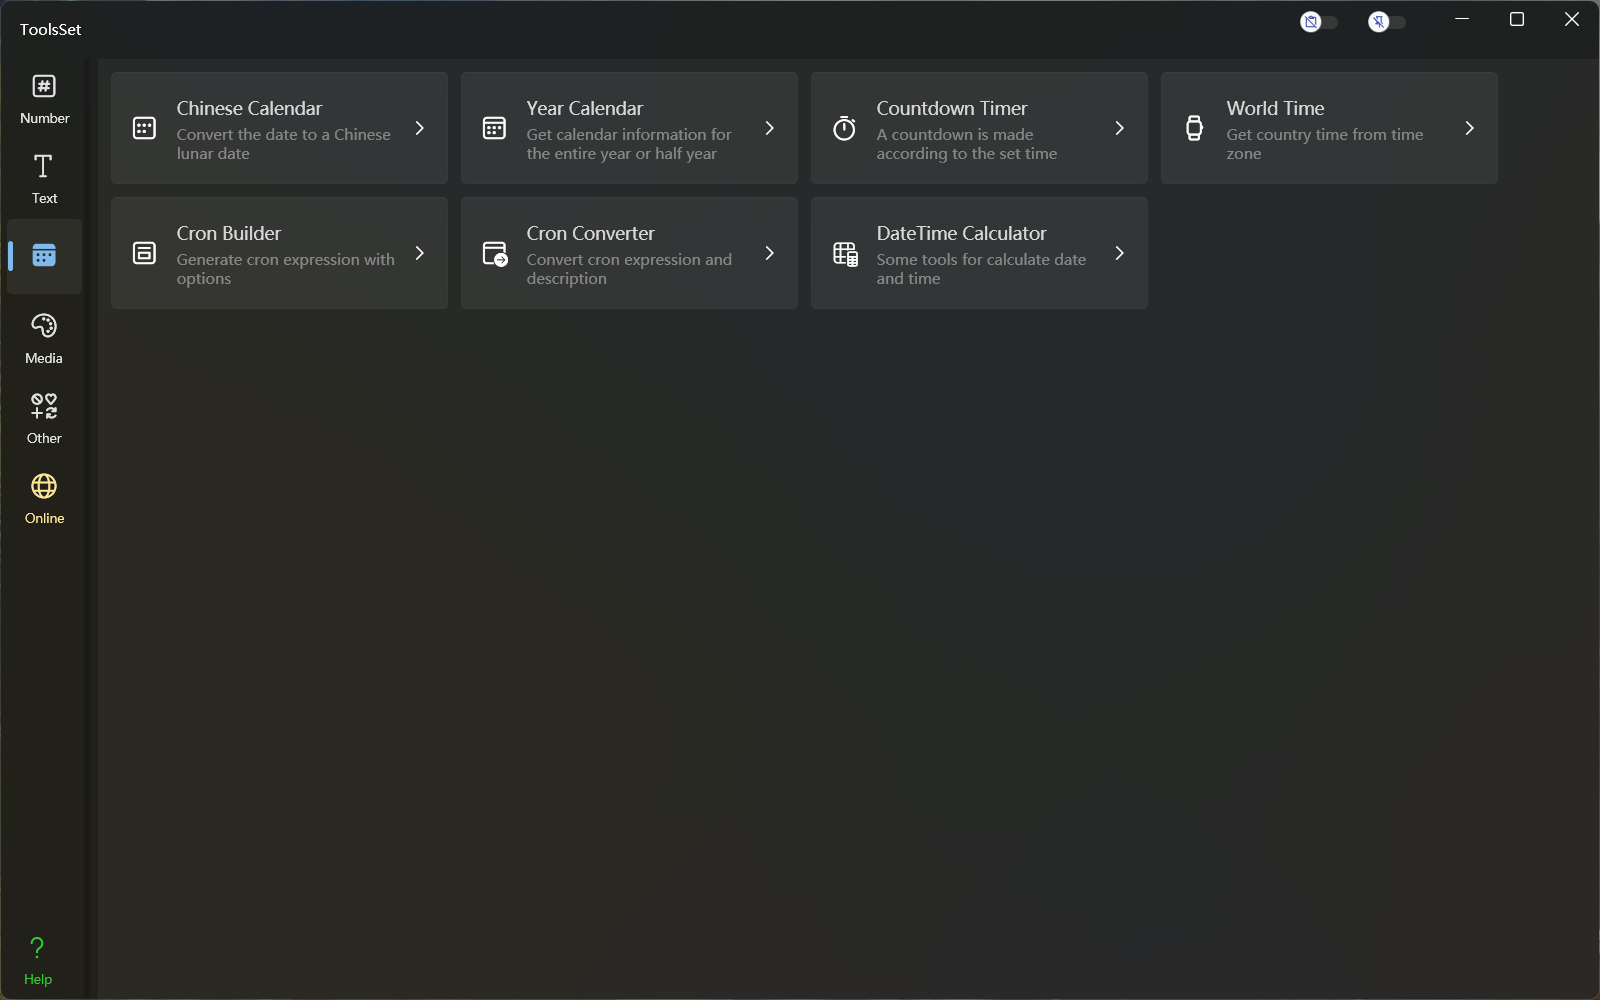 ToolsSet
Number
Text
Media
Other
Online
Help
Chinese Calendar
Convert the date to a Chinese
lunar date
Year Calendar
Get calendar information for
the entire year or half year
Countdown Timer
A countdown is made
according to the set time
World Time
Get country time from time
zone
Cron Builder
Generate cron expression with
options
Cron Converter
Convert cron expression and
description
DateTime Calculator
Some tools for calculate date
and time